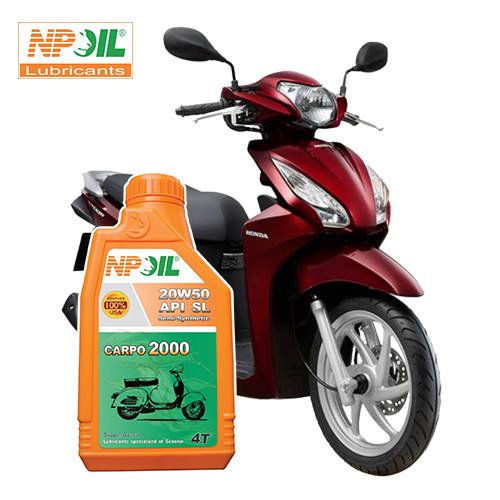 NPOIL
Lubricants
HONDA
NPOIL
20W50
API SL
Semi Synthetic
100%
USA
CARPO 2000
Lubricants specialized of Scooter
4T